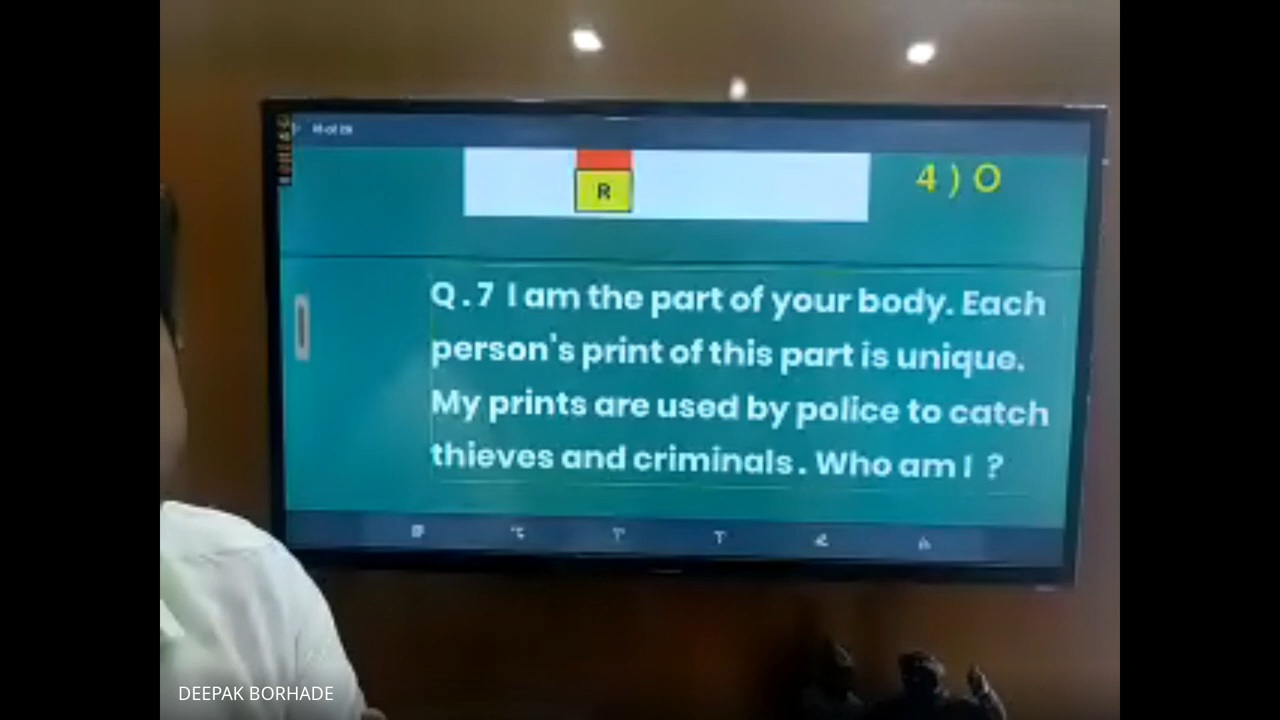 4 ) O
R
Q.7 I am the part of your body. Each
person's print of this part is unique.
My prints are used by police to catch
thieves and criminals. Who am I ?
DEEPAK BORHADE